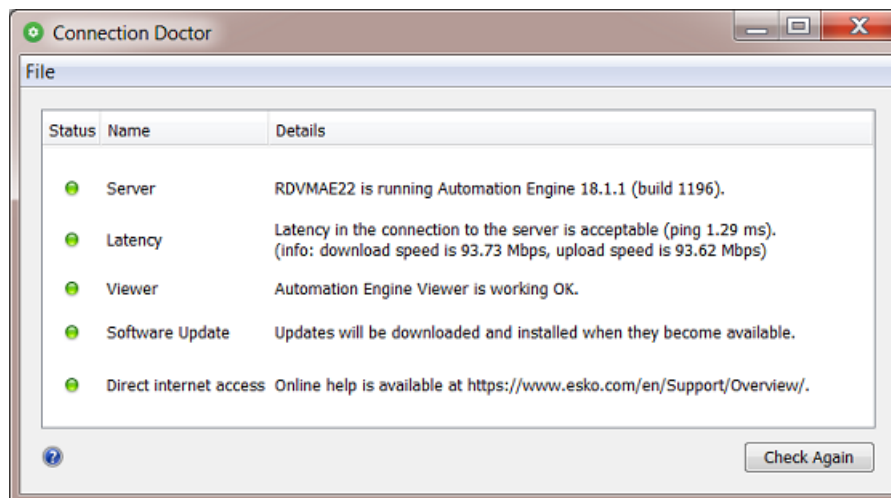 Connection Doctor
File
Status Name Details
Server RDVMAE22 is running Automation Engine 18.1.1 (build 1196).
Latency Latency in the connection to the server is acceptable (ping 1.29 ms).
(info: download speed is 93.73 Mbps, upload speed is 93.62 Mbps)
Viewer Automation Engine Viewer is working OK.
Software Update Updates will be downloaded and installed when they become available.
Direct internet access Online help is available at https://www.esko.com/en/Support/Overview/.
Check Again